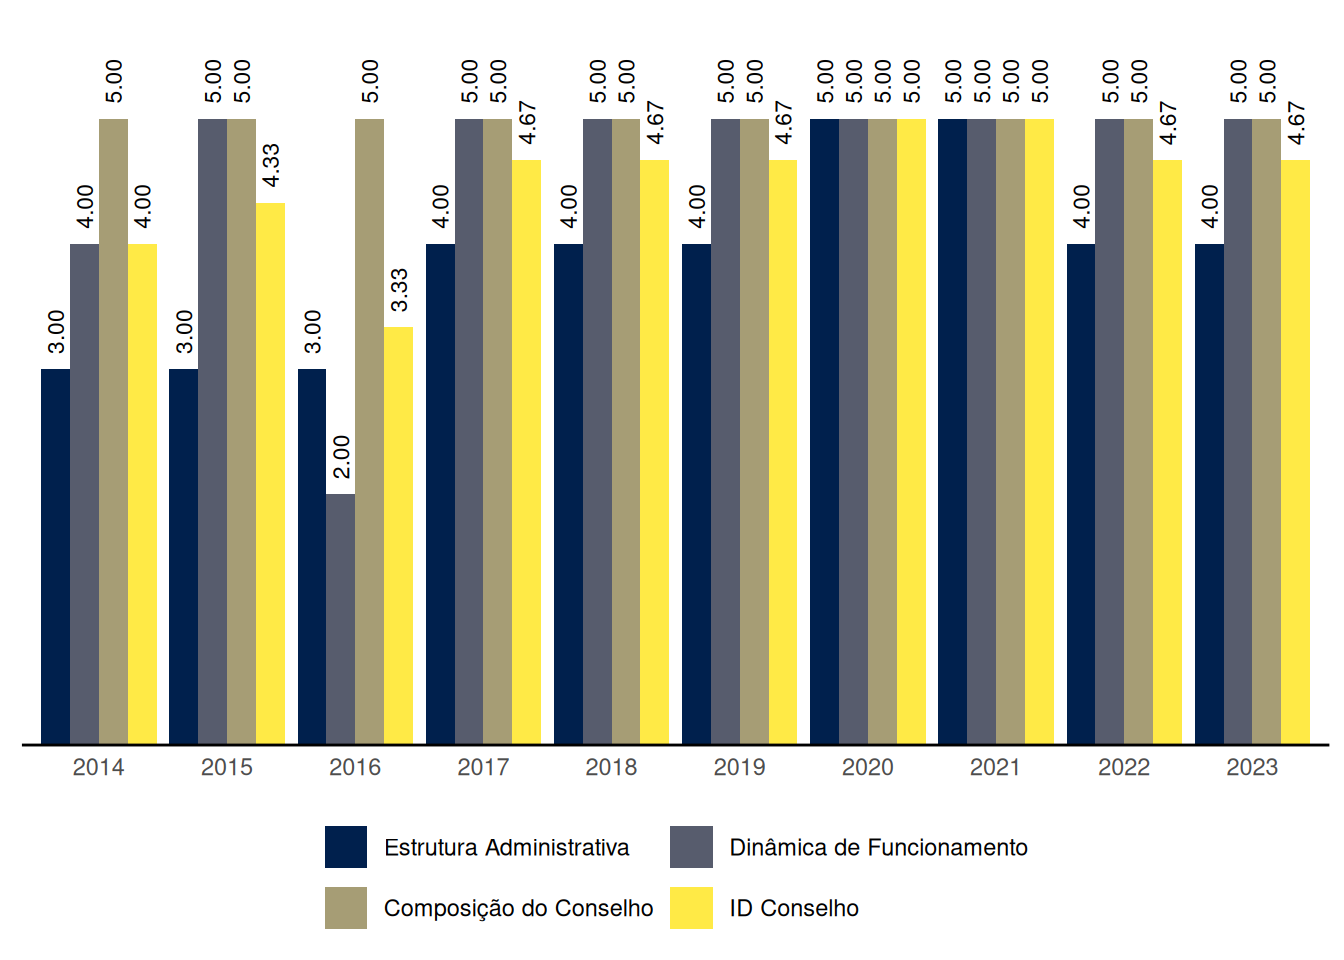 3.00 4.00 5.00 4.00 3.00 5.00 5.00 4.33 3.00 2.00 5.00 3.33 4.00 5.00 5.00 4.67 4.00 5.00 5.00 4.67 4.00 5.00 5.00 4.67 5.00 5.00 5.00 5.00 5.00 5.00 5.00 5.00 4.00 5.00 5.00 4.67 4.00 5.00 5.00 4.67
2014 2015 2016 2017 2018 2019 2020 2021 2022 2023
Estrutura Administrativa Dinâmica de Funcionamento
Composição do Conselho ID Conselho